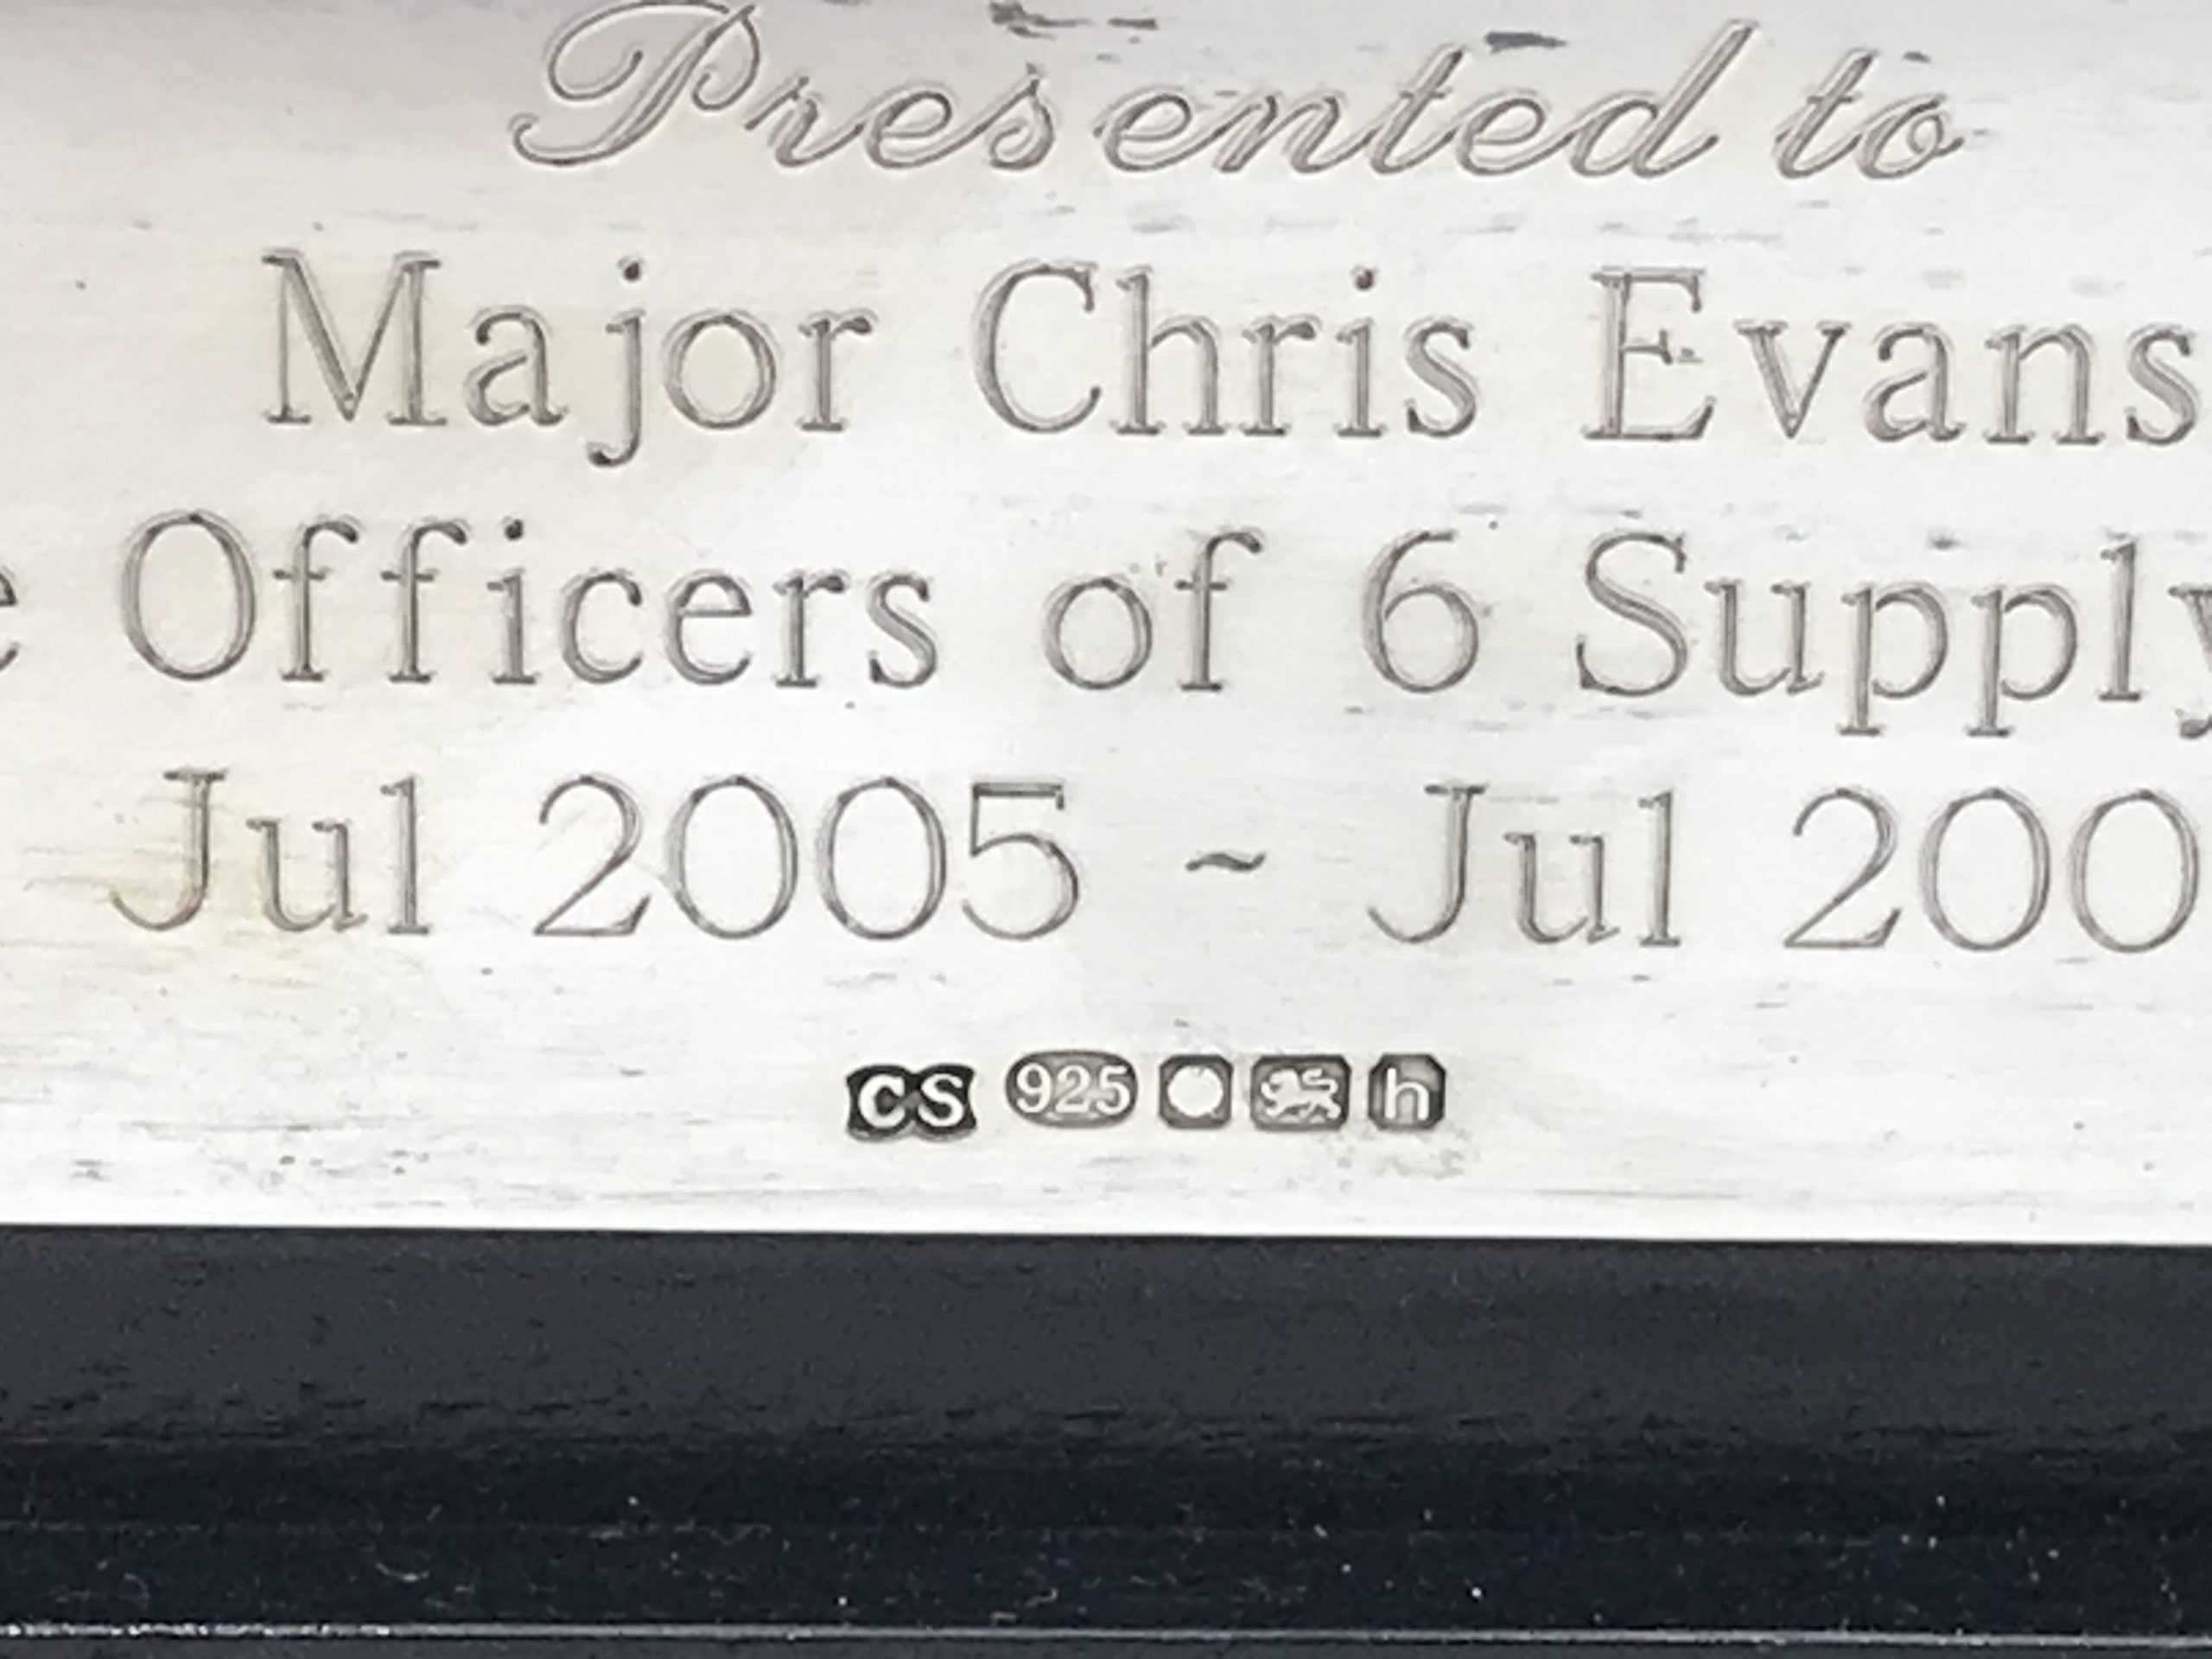 Presented to
Major Chris Evans
e Officers of 6 Supply
Jul 2005 ~ Jul 200
CS 925 h